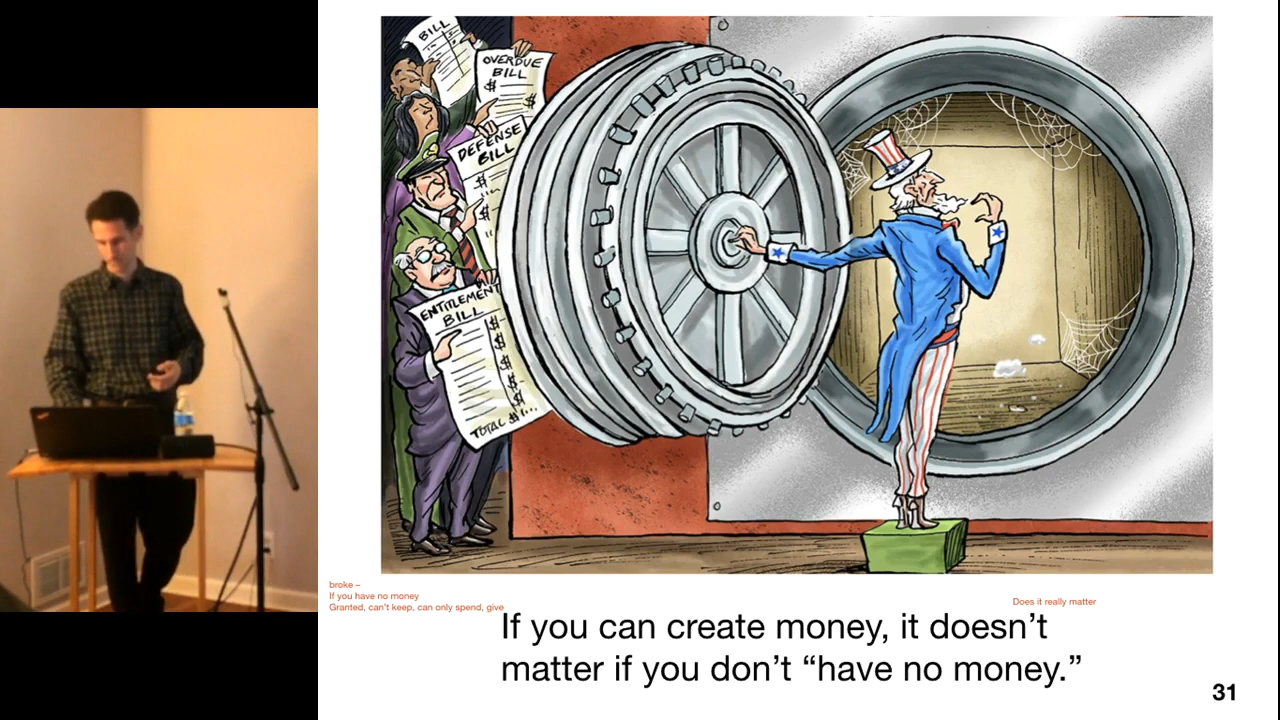 BILL
OVERDUE
BILL
$
$
DEFENSE
BILL
$
$
ENTITLEMENT
BILL
$
$
$
$
$
TOTAL $
broke –
If you have no money
Granted, can't keep, can only spend, give
Does it really matter
If you can create money, it doesn’t
matter if you don’t “have no money.”
31